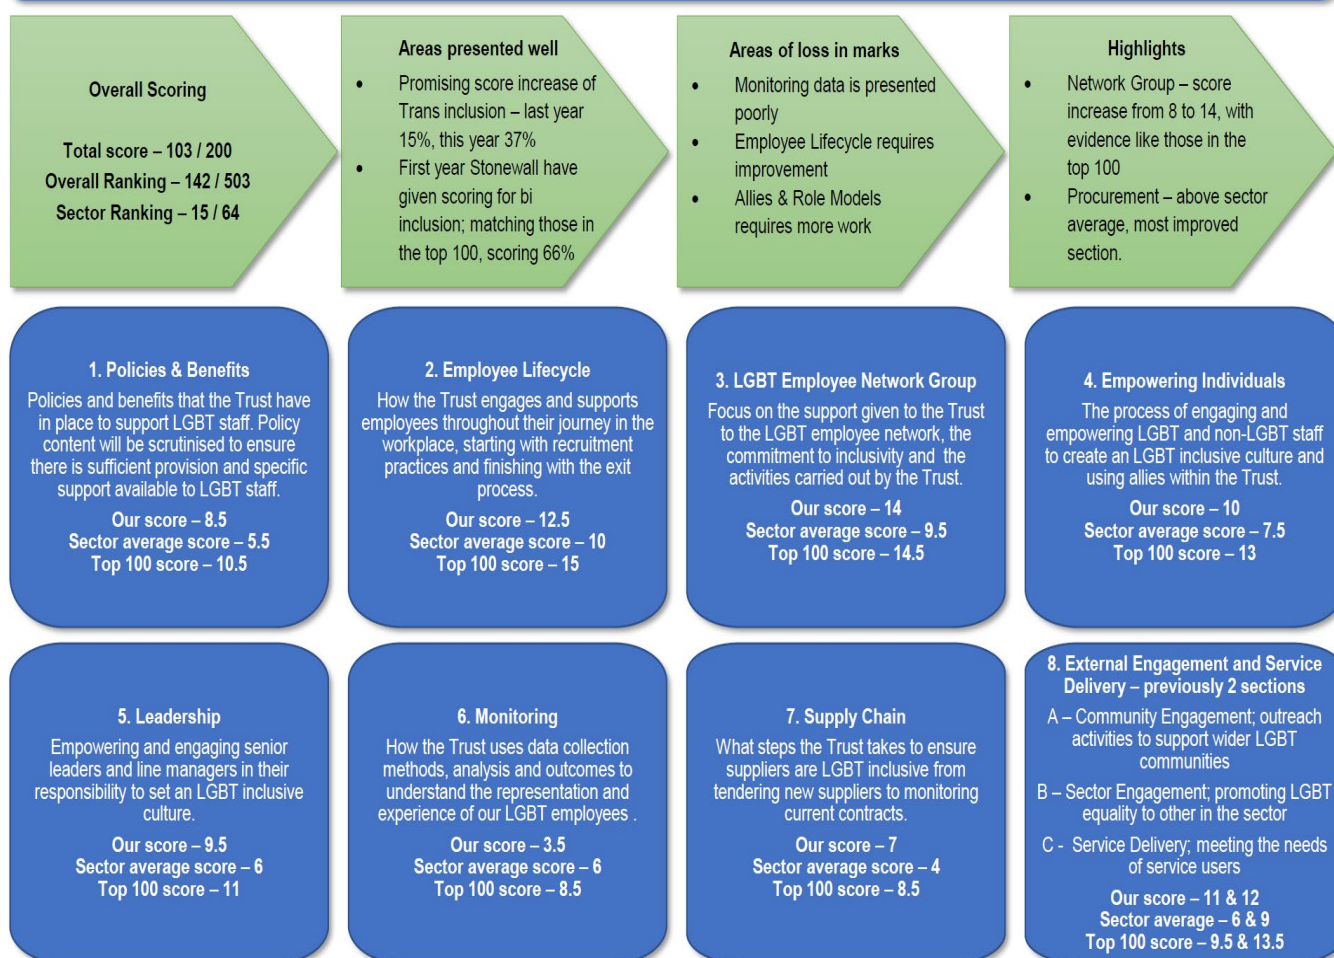 Overall Scoring
Total score – 103 / 200
Overall Ranking – 142 / 503
Sector Ranking – 15 / 64
Areas presented well
• Promising score increase of
Trans inclusion – last year
15%, this year 37%
• First year Stonewall have
given scoring for bi
inclusion; matching those in
the top 100, scoring 66%
Areas of loss in marks
• Monitoring data is presented
poorly
• Employee Lifecycle requires
improvement
• Allies & Role Models
requires more work
Highlights
• Network Group – score
increase from 8 to 14, with
evidence like those in the
top 100
• Procurement – above sector
average, most improved
section.
1. Policies & Benefits
Policies and benefits that the Trust have
in place to support LGBT staff. Policy
content will be scrutinised to ensure
there is sufficient provision and specific
support available to LGBT staff.
Our score – 8.5
Sector average score – 5.5
Top 100 score – 10.5
2. Employee Lifecycle
How the Trust engages and supports
employees throughout their journey in the
workplace, starting with recruitment
practices and finishing with the exit
process.
Our score – 12.5
Sector average score – 10
Top 100 score – 15
3. LGBT Employee Network Group
Focus on the support given to the Trust
to the LGBT employee network, the
commitment to inclusivity and the
activities carried out by the Trust.
Our score – 14
Sector average score – 9.5
Top 100 score – 14.5
4. Empowering Individuals
The process of engaging and
empowering LGBT and non-LGBT staff
to create an LGBT inclusive culture and
using allies within the Trust.
Our score – 10
Sector average score – 7.5
Top 100 score – 13
5. Leadership
Empowering and engaging senior
leaders and line managers in their
responsibility to set an LGBT inclusive
culture.
Our score – 9.5
Sector average score – 6
Top 100 score – 11
6. Monitoring
How the Trust uses data collection
methods, analysis and outcomes to
understand the representation and
experience of our LGBT employees .
Our score – 3.5
Sector average score – 6
Top 100 score – 8.5
7. Supply Chain
What steps the Trust takes to ensure
suppliers are LGBT inclusive from
tendering new suppliers to monitoring
current contracts.
Our score – 7
Sector average score – 4
Top 100 score – 8.5
8. External Engagement and Service
Delivery – previously 2 sections
A – Community Engagement; outreach
activities to support wider LGBT
communities
B – Sector Engagement; promoting LGBT
equality to other in the sector
C - Service Delivery; meeting the needs
of service users
Our score – 11 & 12
Sector average – 6 & 9
Top 100 score – 9.5 & 13.5